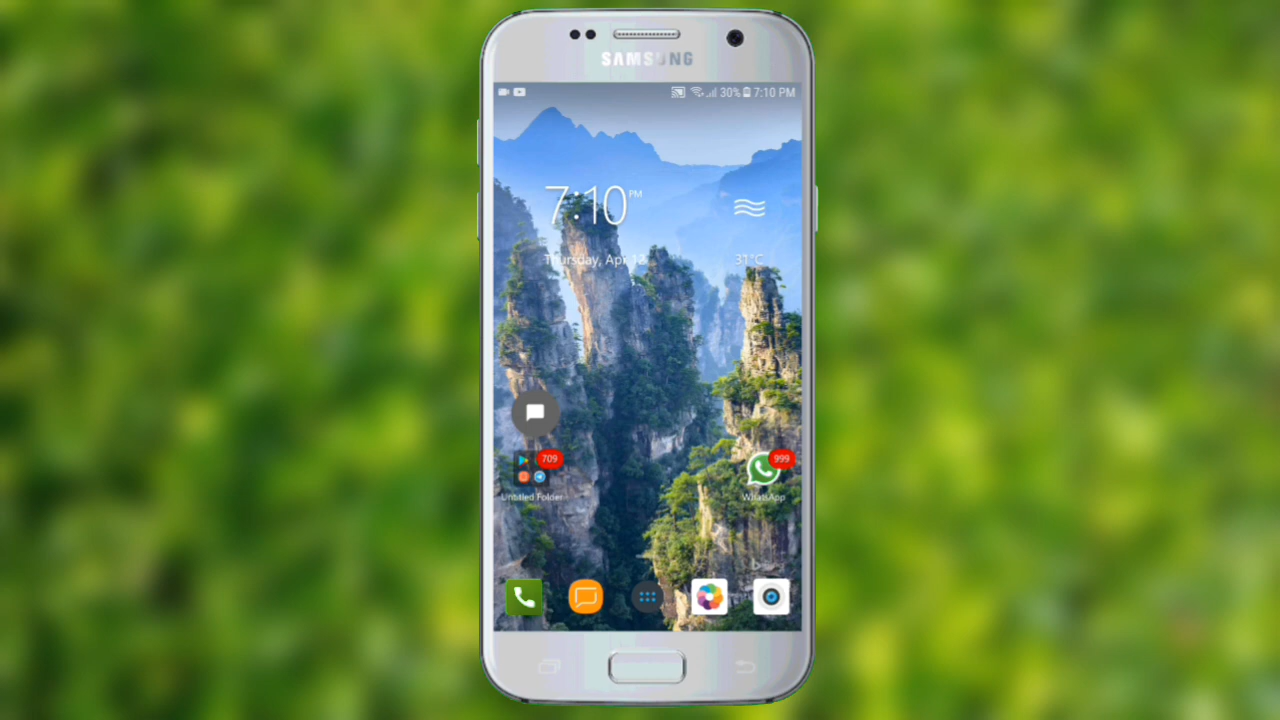 SAMSUNG
30% 7:10 PM
7:10 PM
Thursday, Apr 12
31°C
709
999
Untitled Folder
WhatsApp